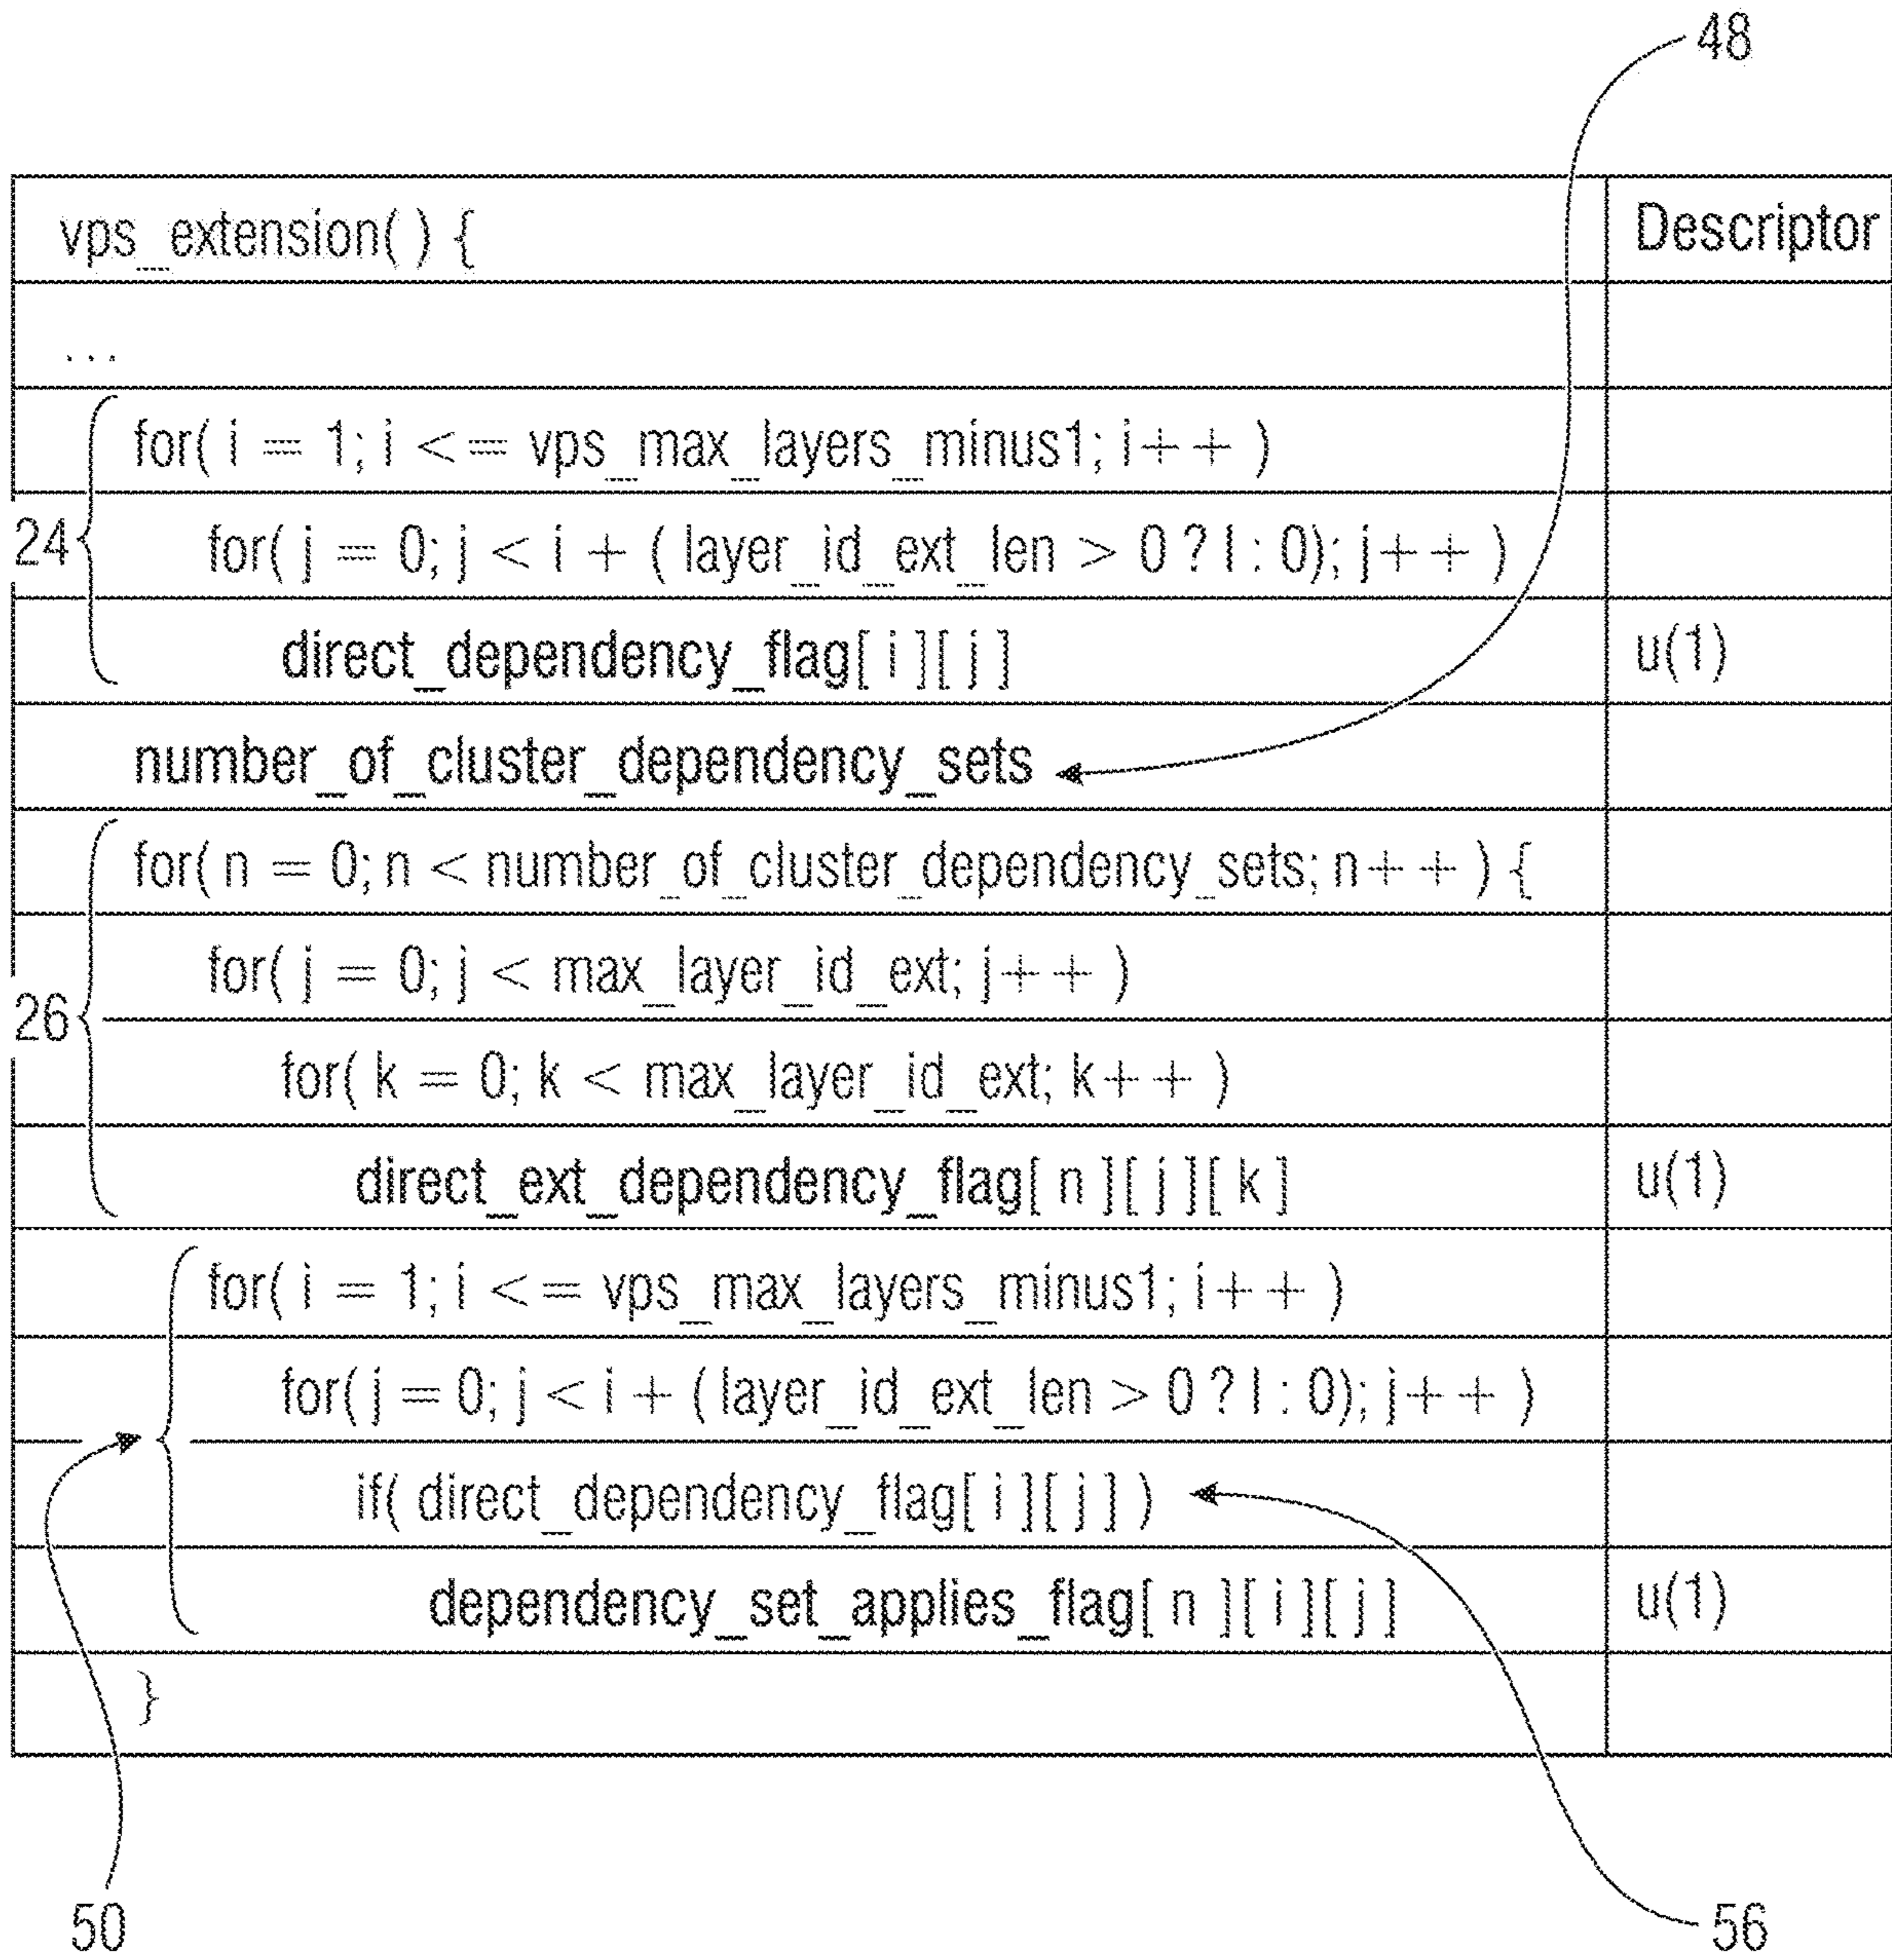 48
vps_extension( ) { Descriptor
...
for( i = 1; i <= vps_max_layers_minus1; i++ )
24
for( j = 0; j < i + ( layer_id_ext_len > 0 ? l : 0); j++ )
direct_dependency_flag[ i ][ j ] u(1)
number_of_cluster_dependency_sets
for( n = 0; n < number_of_cluster_dependency_sets; n++ ) {
for( j = 0; j < max_layer_id_ext; j++ )
26
for( k = 0; k < max_layer_id_ext; k++ )
direct_ext_dependency_flag[ n ][ j ][ k ] u(1)
for( i = 1; i <= vps_max_layers_minus1; i++ )
for( j = 0; j < i + ( layer_id_ext_len > 0 ? l : 0); j++ )
if( direct_dependency_flag[ i ][ j ] )
dependency_set_applies_flag[ n ][ i ][ j ] u(1)
}
50
56